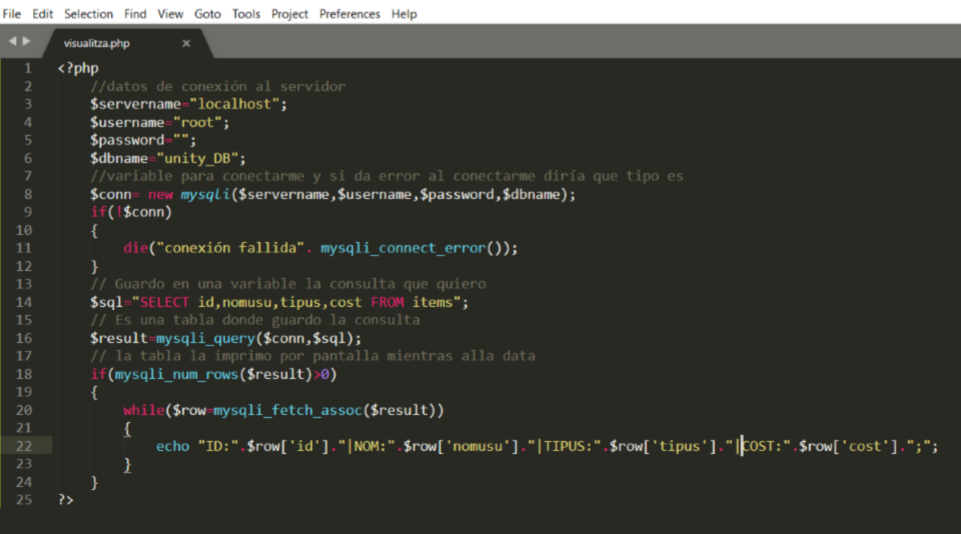 File Edit Selection Find View Goto Tools Project Preferences Help
visualitza.php ×
1 <?php
2 //datos de conexión al servidor
3 $servername="localhost";
4 $username="root";
5 $password="";
6 $dbname="unity_DB";
7 //variable para conectarme y si da error al conectarme diría que tipo es
8 $conn= new mysqli($servername,$username,$password,$dbname);
9 if(!$conn)
10 {
11 die("conexión fallida". mysqli_connect_error());
12 }
13 // Guardo en una variable la consulta que quiero
14 $sql="SELECT id,nomusu,tipus,cost FROM items";
15 // Es una tabla donde guardo la consulta
16 $result=mysqli_query($conn,$sql);
17 // la tabla la imprimo por pantalla mientras alla data
18 if(mysqli_num_rows($result)>0)
19 {
20 while($row=mysqli_fetch_assoc($result))
21 {
22 echo "ID:".$row['id']."|NOM:".$row['nomusu']."|TIPUS:".$row['tipus']."|COST:".$row['cost'].";";
23 }
24 }
25 ?>